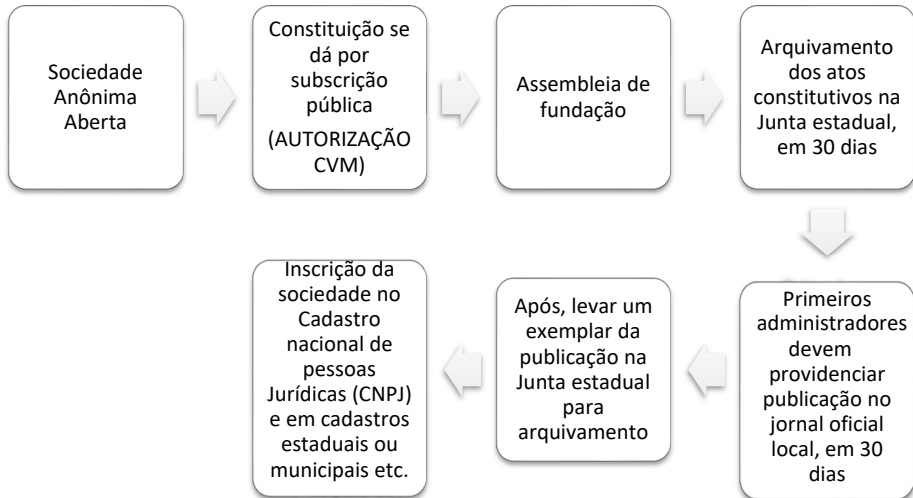 Sociedade
Anônima
Aberta
Constituição se
dá por
subscrição
pública
(AUTORIZAÇÃO
CVM)
Assembleia de
fundação
Arquivamento
dos atos
constitutivos na
Junta estadual,
em 30 dias
Primeiros
administradores
devem
providenciar
publicação no
jornal oficial
local, em 30
dias
Após, levar um
exemplar da
publicação na
Junta estadual
para
arquivamento
Inscrição da
sociedade no
Cadastro
nacional de
pessoas
Jurídicas (CNPJ)
e em cadastros
estaduais ou
municipais etc.